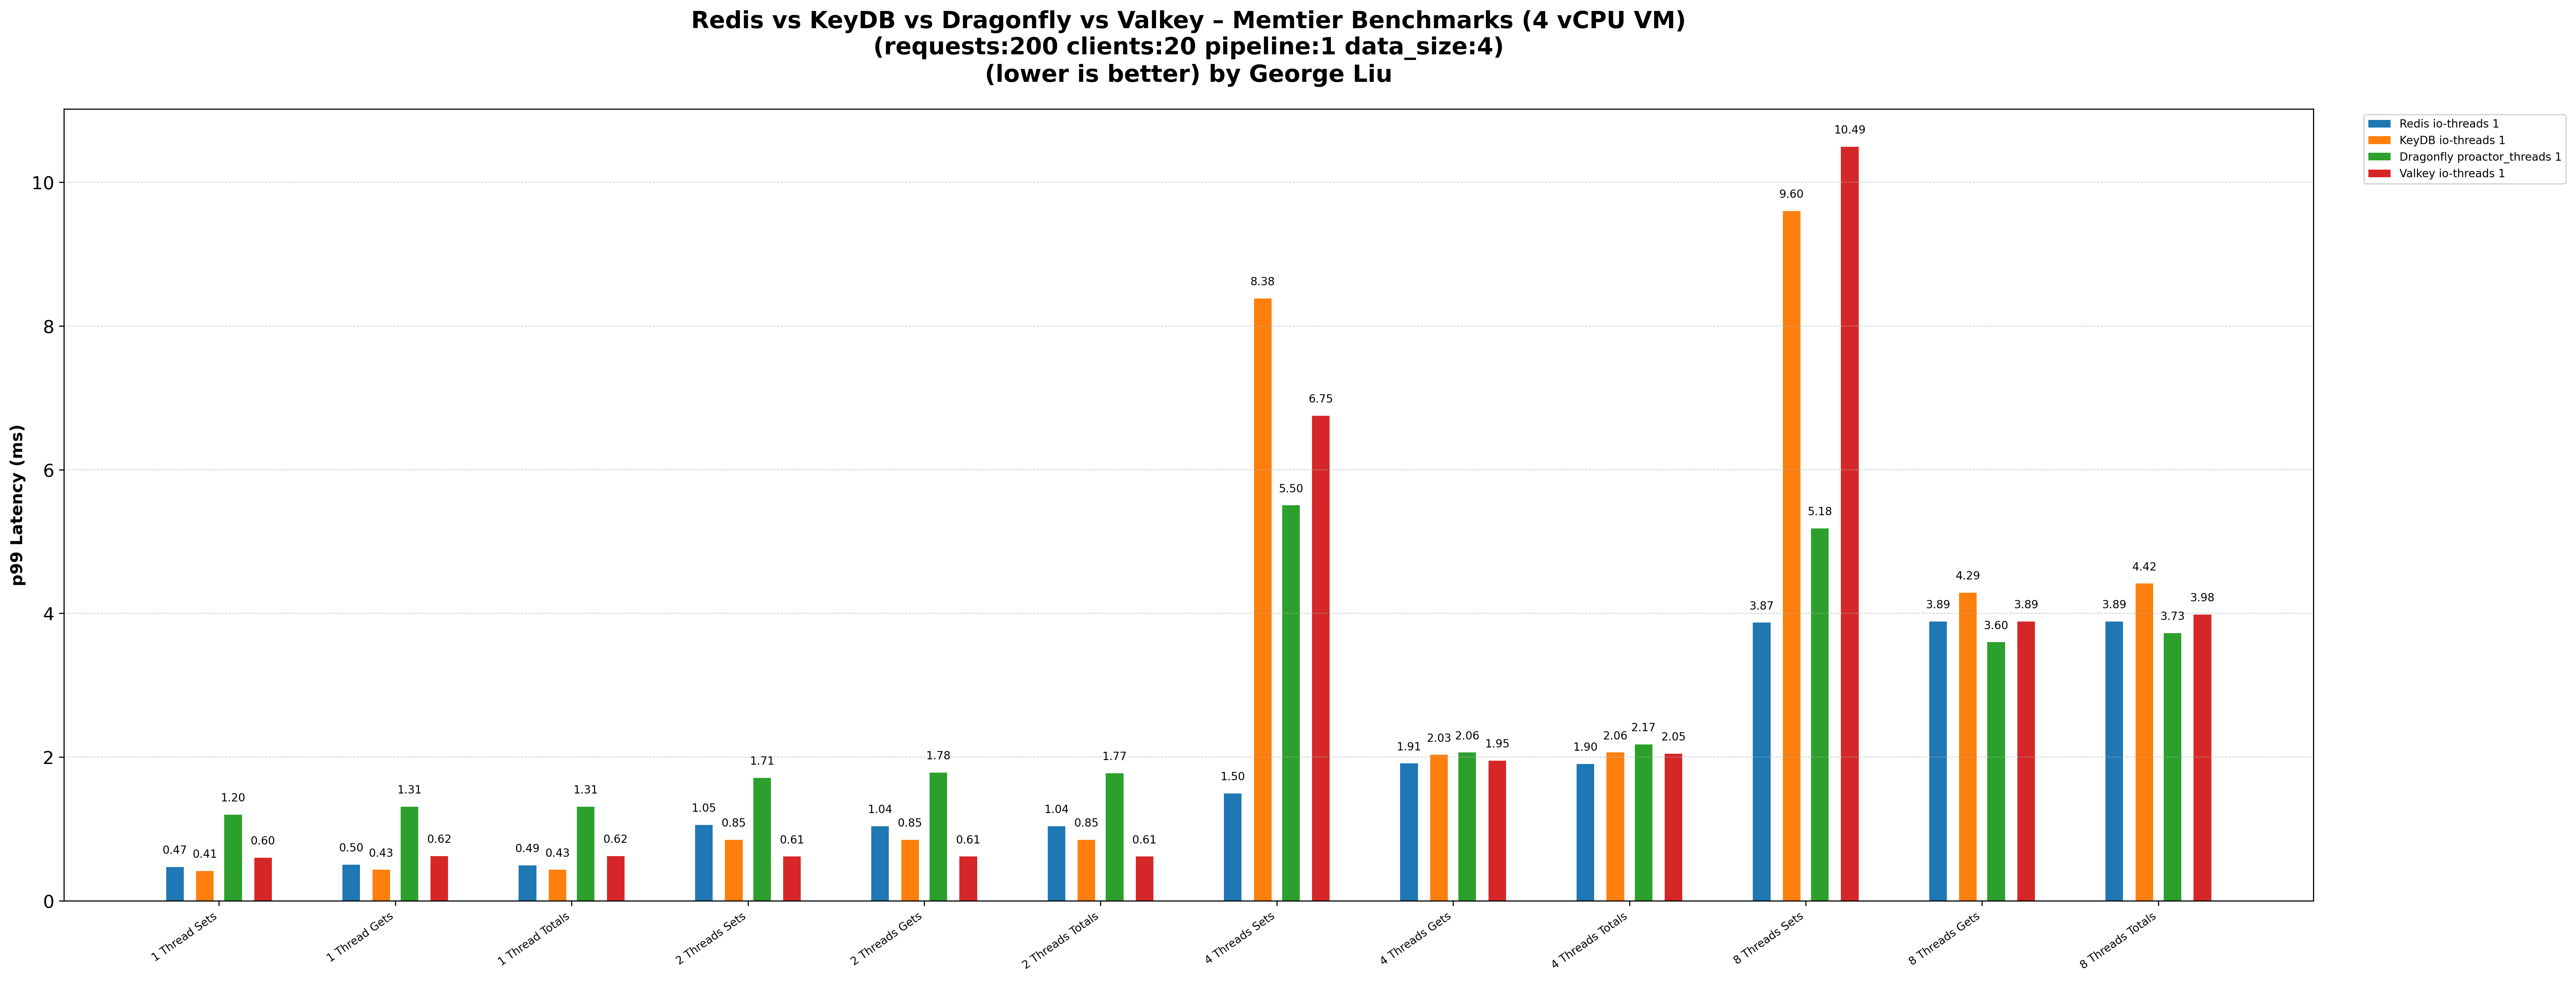 Redis vs KeyDB vs Dragonfly vs Valkey – Memtier Benchmarks (4 vCPU VM)
(requests:200 clients:20 pipeline:1 data_size:4)
(lower is better) by George Liu
Redis io-threads 1
KeyDB io-threads 1
Dragonfly proactor_threads 1
Valkey io-threads 1
p99 Latency (ms)
10
8
6
4
2
0
0.47 0.41 1.20 0.60
0.50 0.43 1.31 0.62
0.49 0.43 1.31 0.62
1.05 0.85 1.71 0.61
1.04 0.85 1.78 0.61
1.04 0.85 1.77 0.61
1.50 8.38 5.50 6.75
1.91 2.03 2.06 1.95
1.90 2.06 2.17 2.05
3.87 9.60 5.18 10.49
3.89 4.29 3.60 3.89
3.89 4.42 3.73 3.98
1 Thread Sets
1 Thread Gets
1 Thread Totals
2 Threads Sets
2 Threads Gets
2 Threads Totals
4 Threads Sets
4 Threads Gets
4 Threads Totals
8 Threads Sets
8 Threads Gets
8 Threads Totals